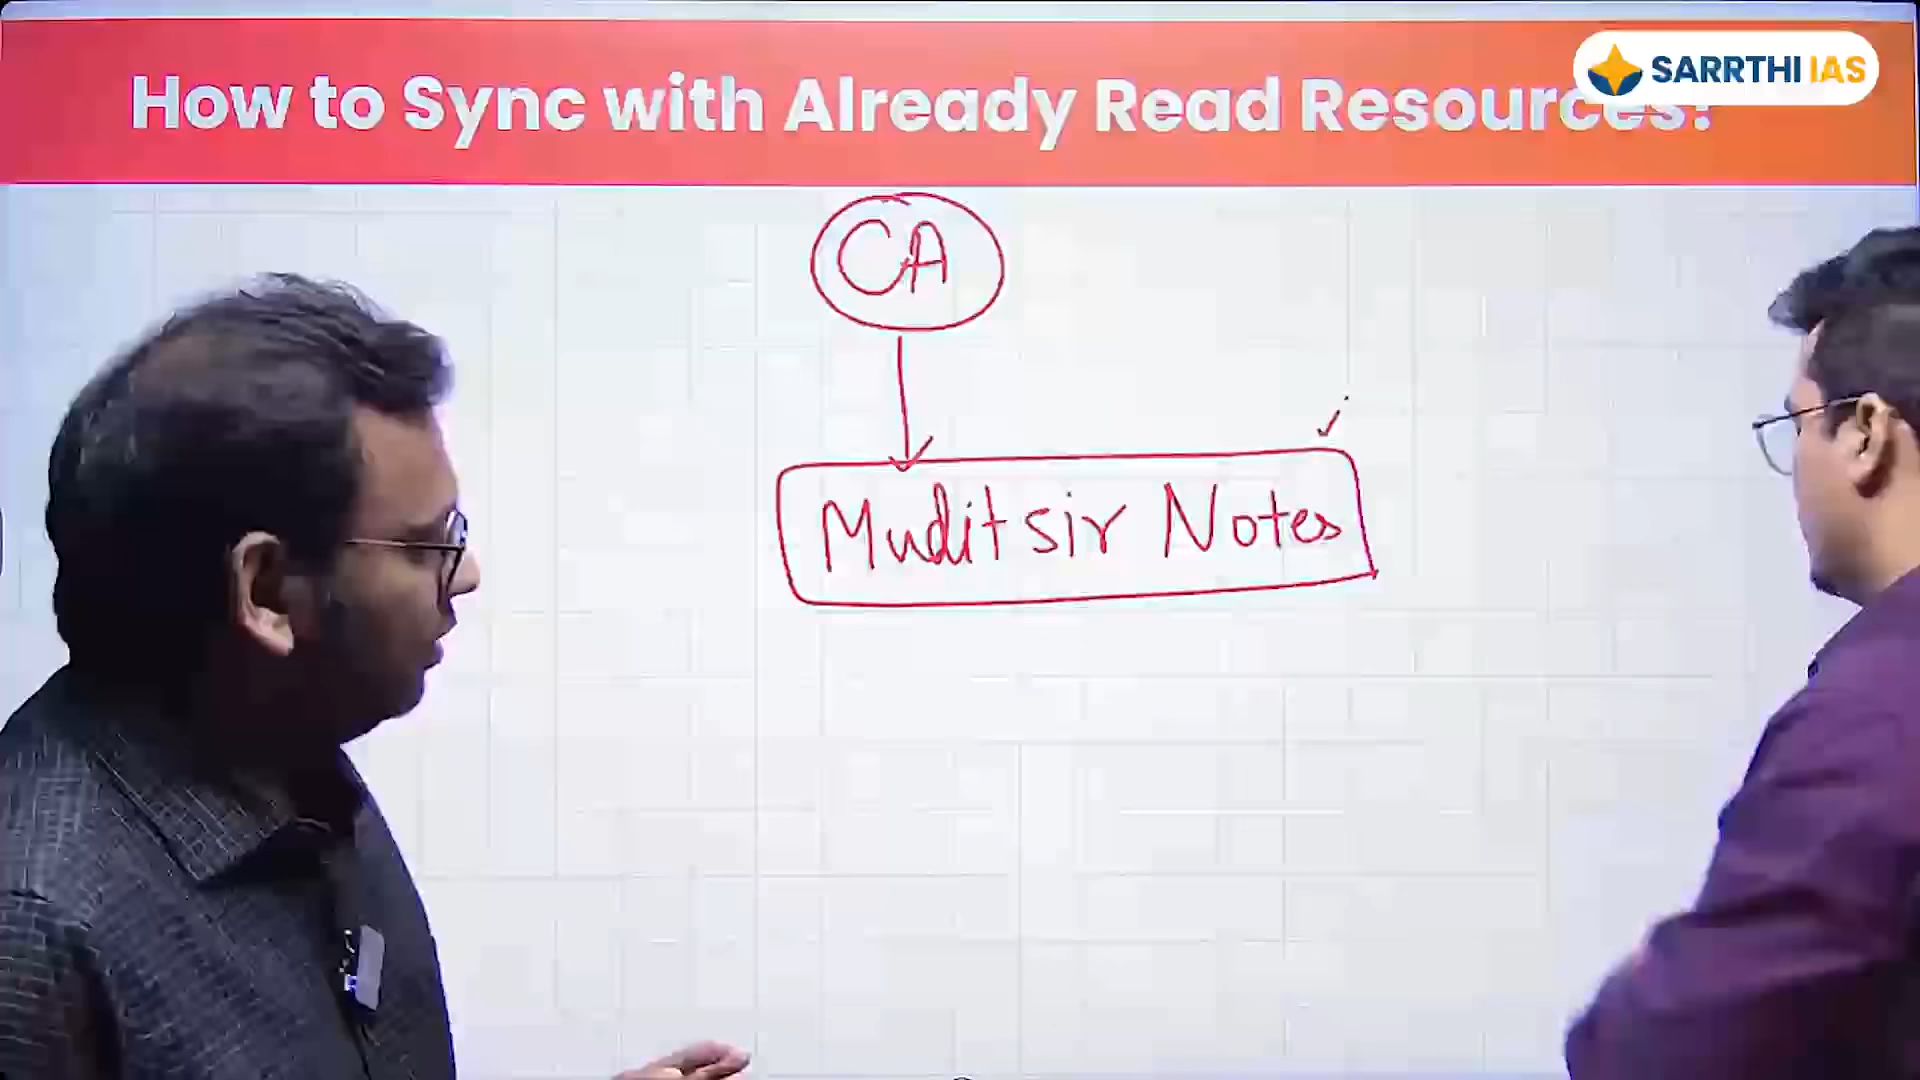 How to Sync with Already Read Resources?
SARRTHI IAS
CA
Mudit sir Notes